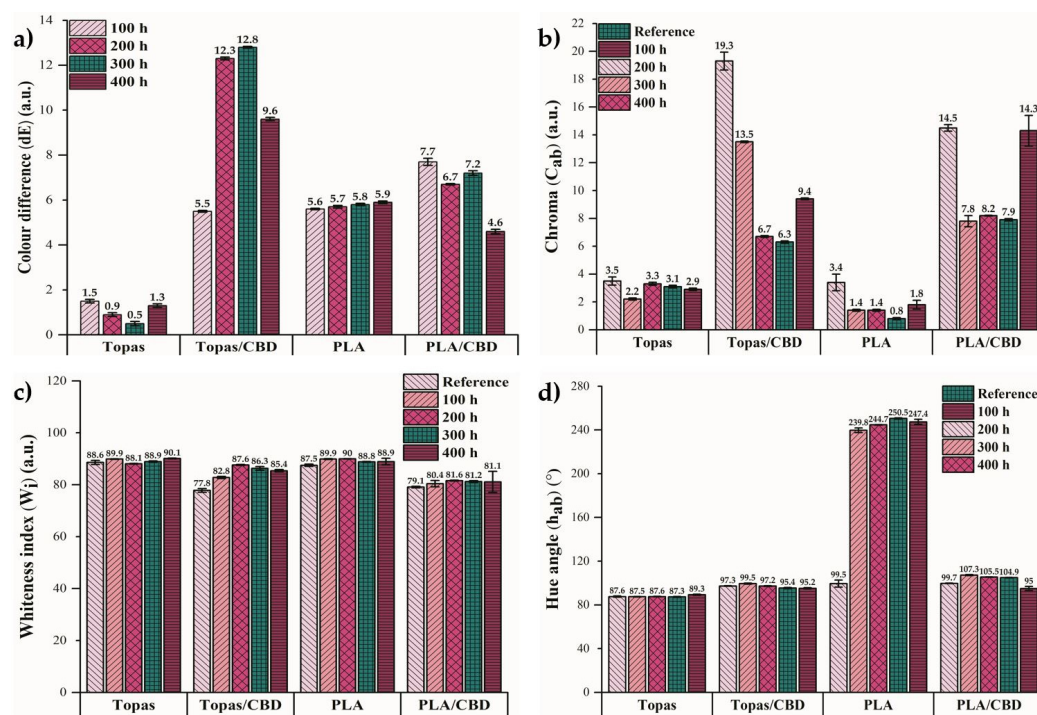 a)
100 h
200 h
300 h
400 h
Colour difference (dE) (a.u.)
14
12
10
8
6
4
2
0
1.5
0.9
0.5
1.3
5.5
12.3
12.8
9.6
5.6
5.7
5.8
5.9
7.7
6.7
7.2
4.6
Topas
Topas/CBD
PLA
PLA/CBD
b)
Reference
100 h
200 h
300 h
400 h
Chroma (Cab) (a.u.)
22
20
18
16
14
12
10
8
6
4
2
0
3.5
2.2
3.3
3.1
2.9
19.3
13.5
6.7
6.3
9.4
3.4
1.4
1.4
0.8
1.8
14.5
7.8
8.2
7.9
14.3
Topas
Topas/CBD
PLA
PLA/CBD
c)
Reference
100 h
200 h
300 h
400 h
Whiteness index (Wi) (a.u.)
120
100
80
60
40
20
0
88.6
89.9
88.1
88.9
90.1
77.8
82.8
87.6
86.3
85.4
87.5
89.9
90
88.8
88.9
79.1
80.4
81.6
81.2
81.1
Topas
Topas/CBD
PLA
PLA/CBD
d)
Reference
100 h
200 h
300 h
400 h
Hue angle (hab) (°)
280
240
200
160
120
80
40
0
87.6
87.5
87.6
87.3
89.3
97.3
99.5
97.2
95.4
95.2
99.5
239.8
244.7
250.5
247.4
99.7
107.3
105.5
104.9
95
Topas
Topas/CBD
PLA
PLA/CBD